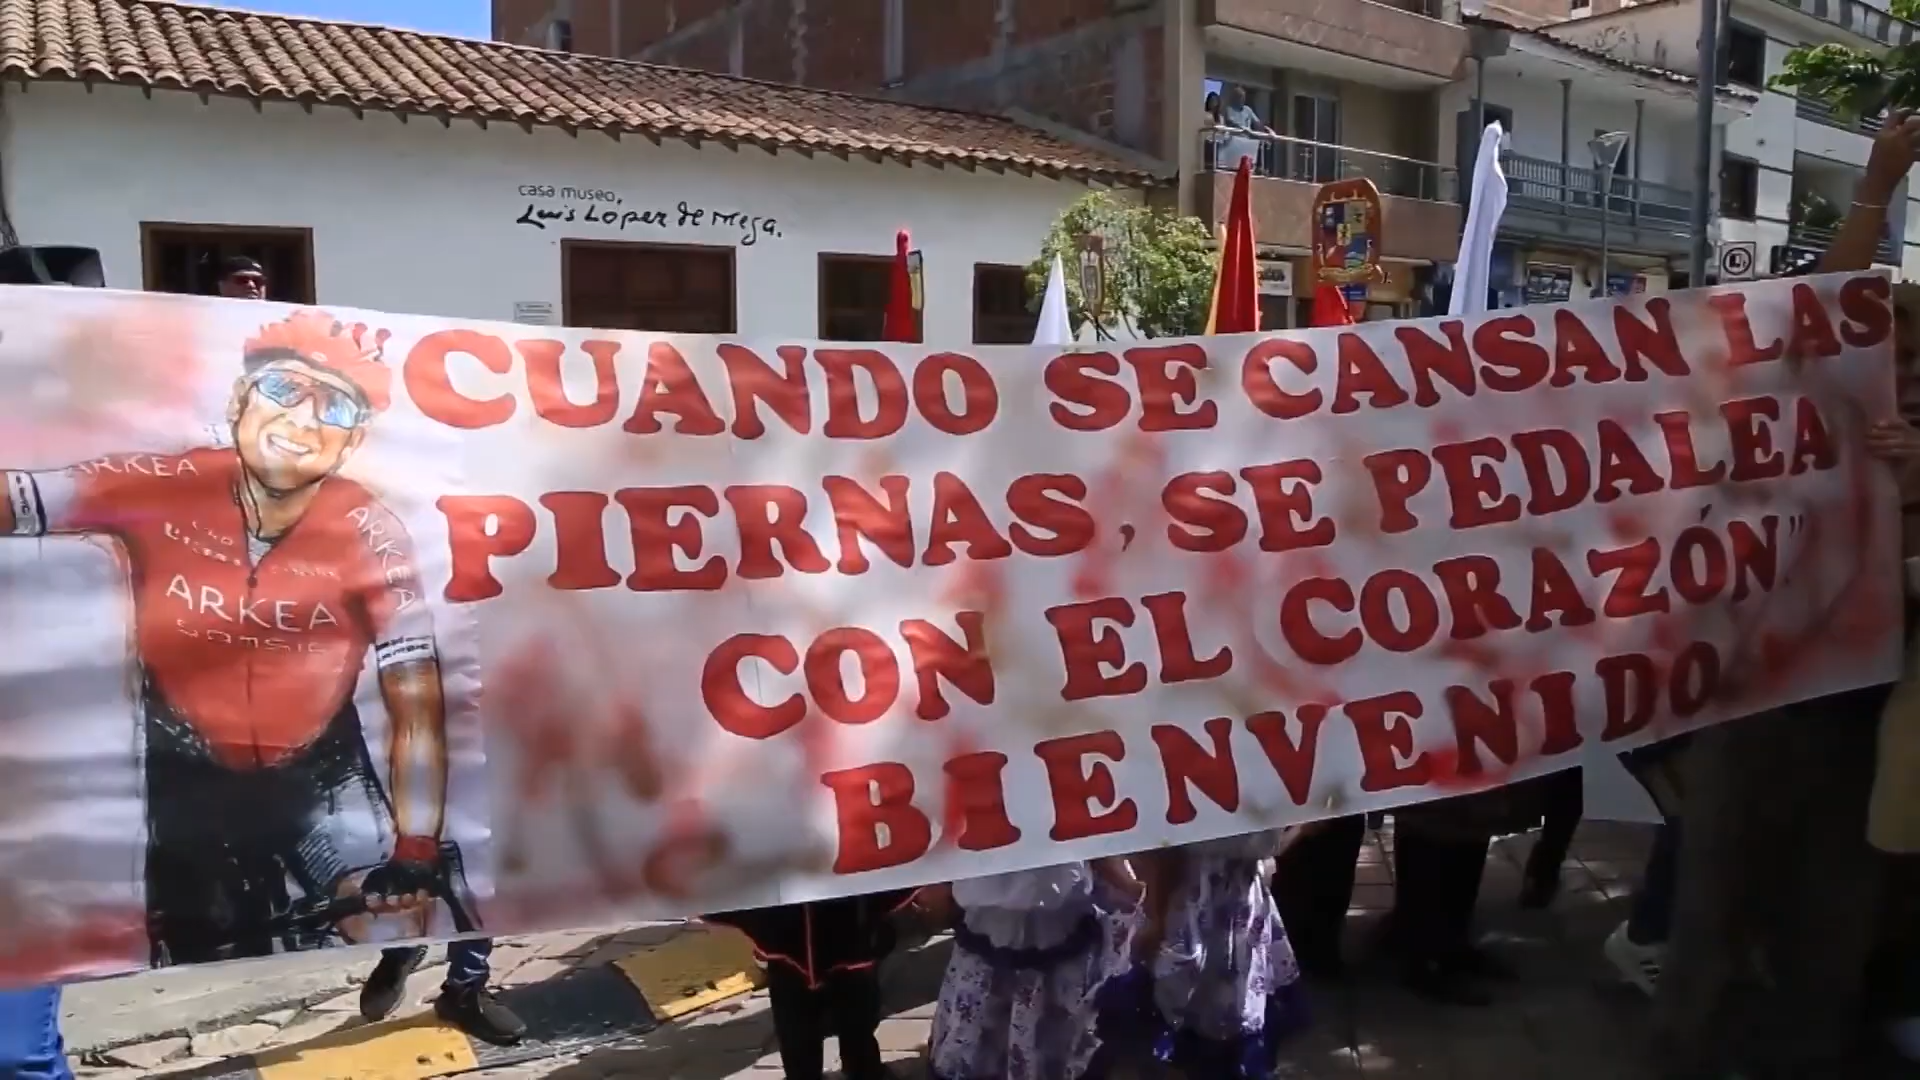 casa museo,
Luis López de Mesa.
"CUANDO SE CANSAN LAS
PIERNAS, SE PEDALEA
CON EL CORAZÓN"
BIENVENIDO
ARKEA
ARKEA
ARKEA
SAMSIC